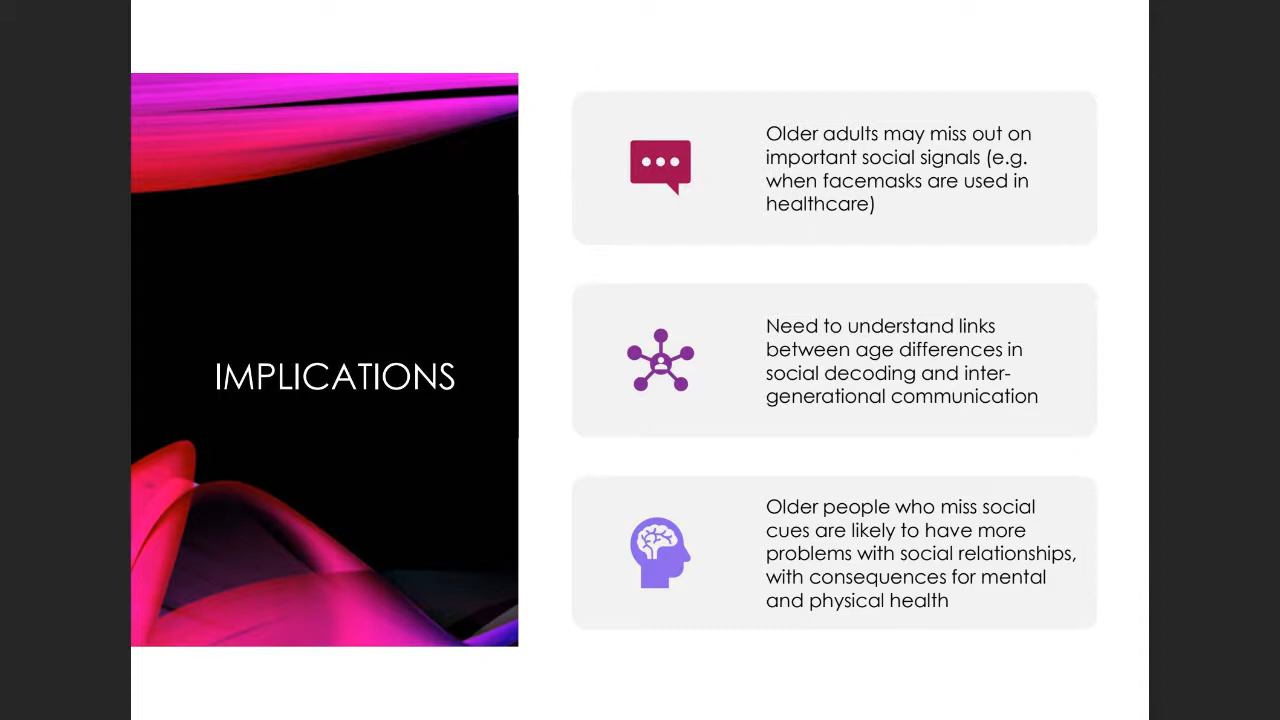 IMPLICATIONS
Older adults may miss out on
important social signals (e.g.
when facemasks are used in
healthcare)
Need to understand links
between age differences in
social decoding and inter-
generational communication
Older people who miss social
cues are likely to have more
problems with social relationships,
with consequences for mental
and physical health